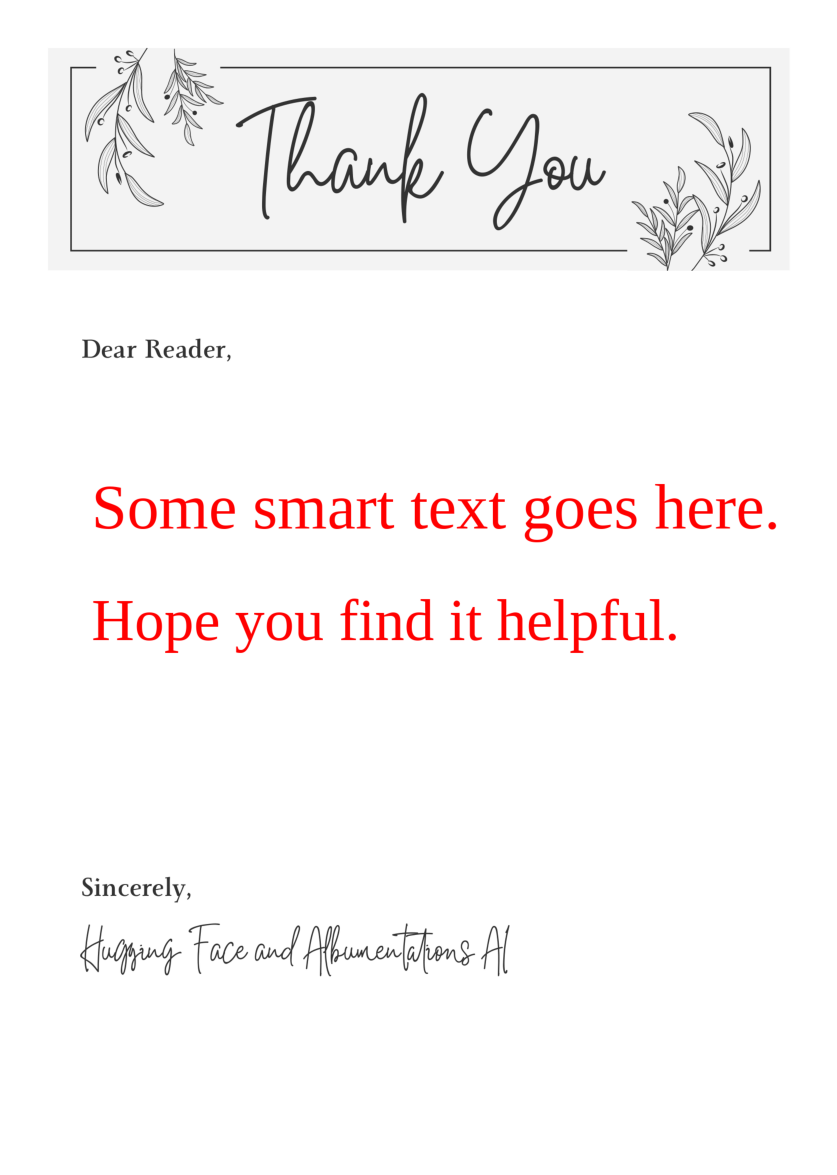 Thank You
Dear Reader,
Some smart text goes here.
Hope you find it helpful.
Sincerely,
Hugging Face and Albumentations AI